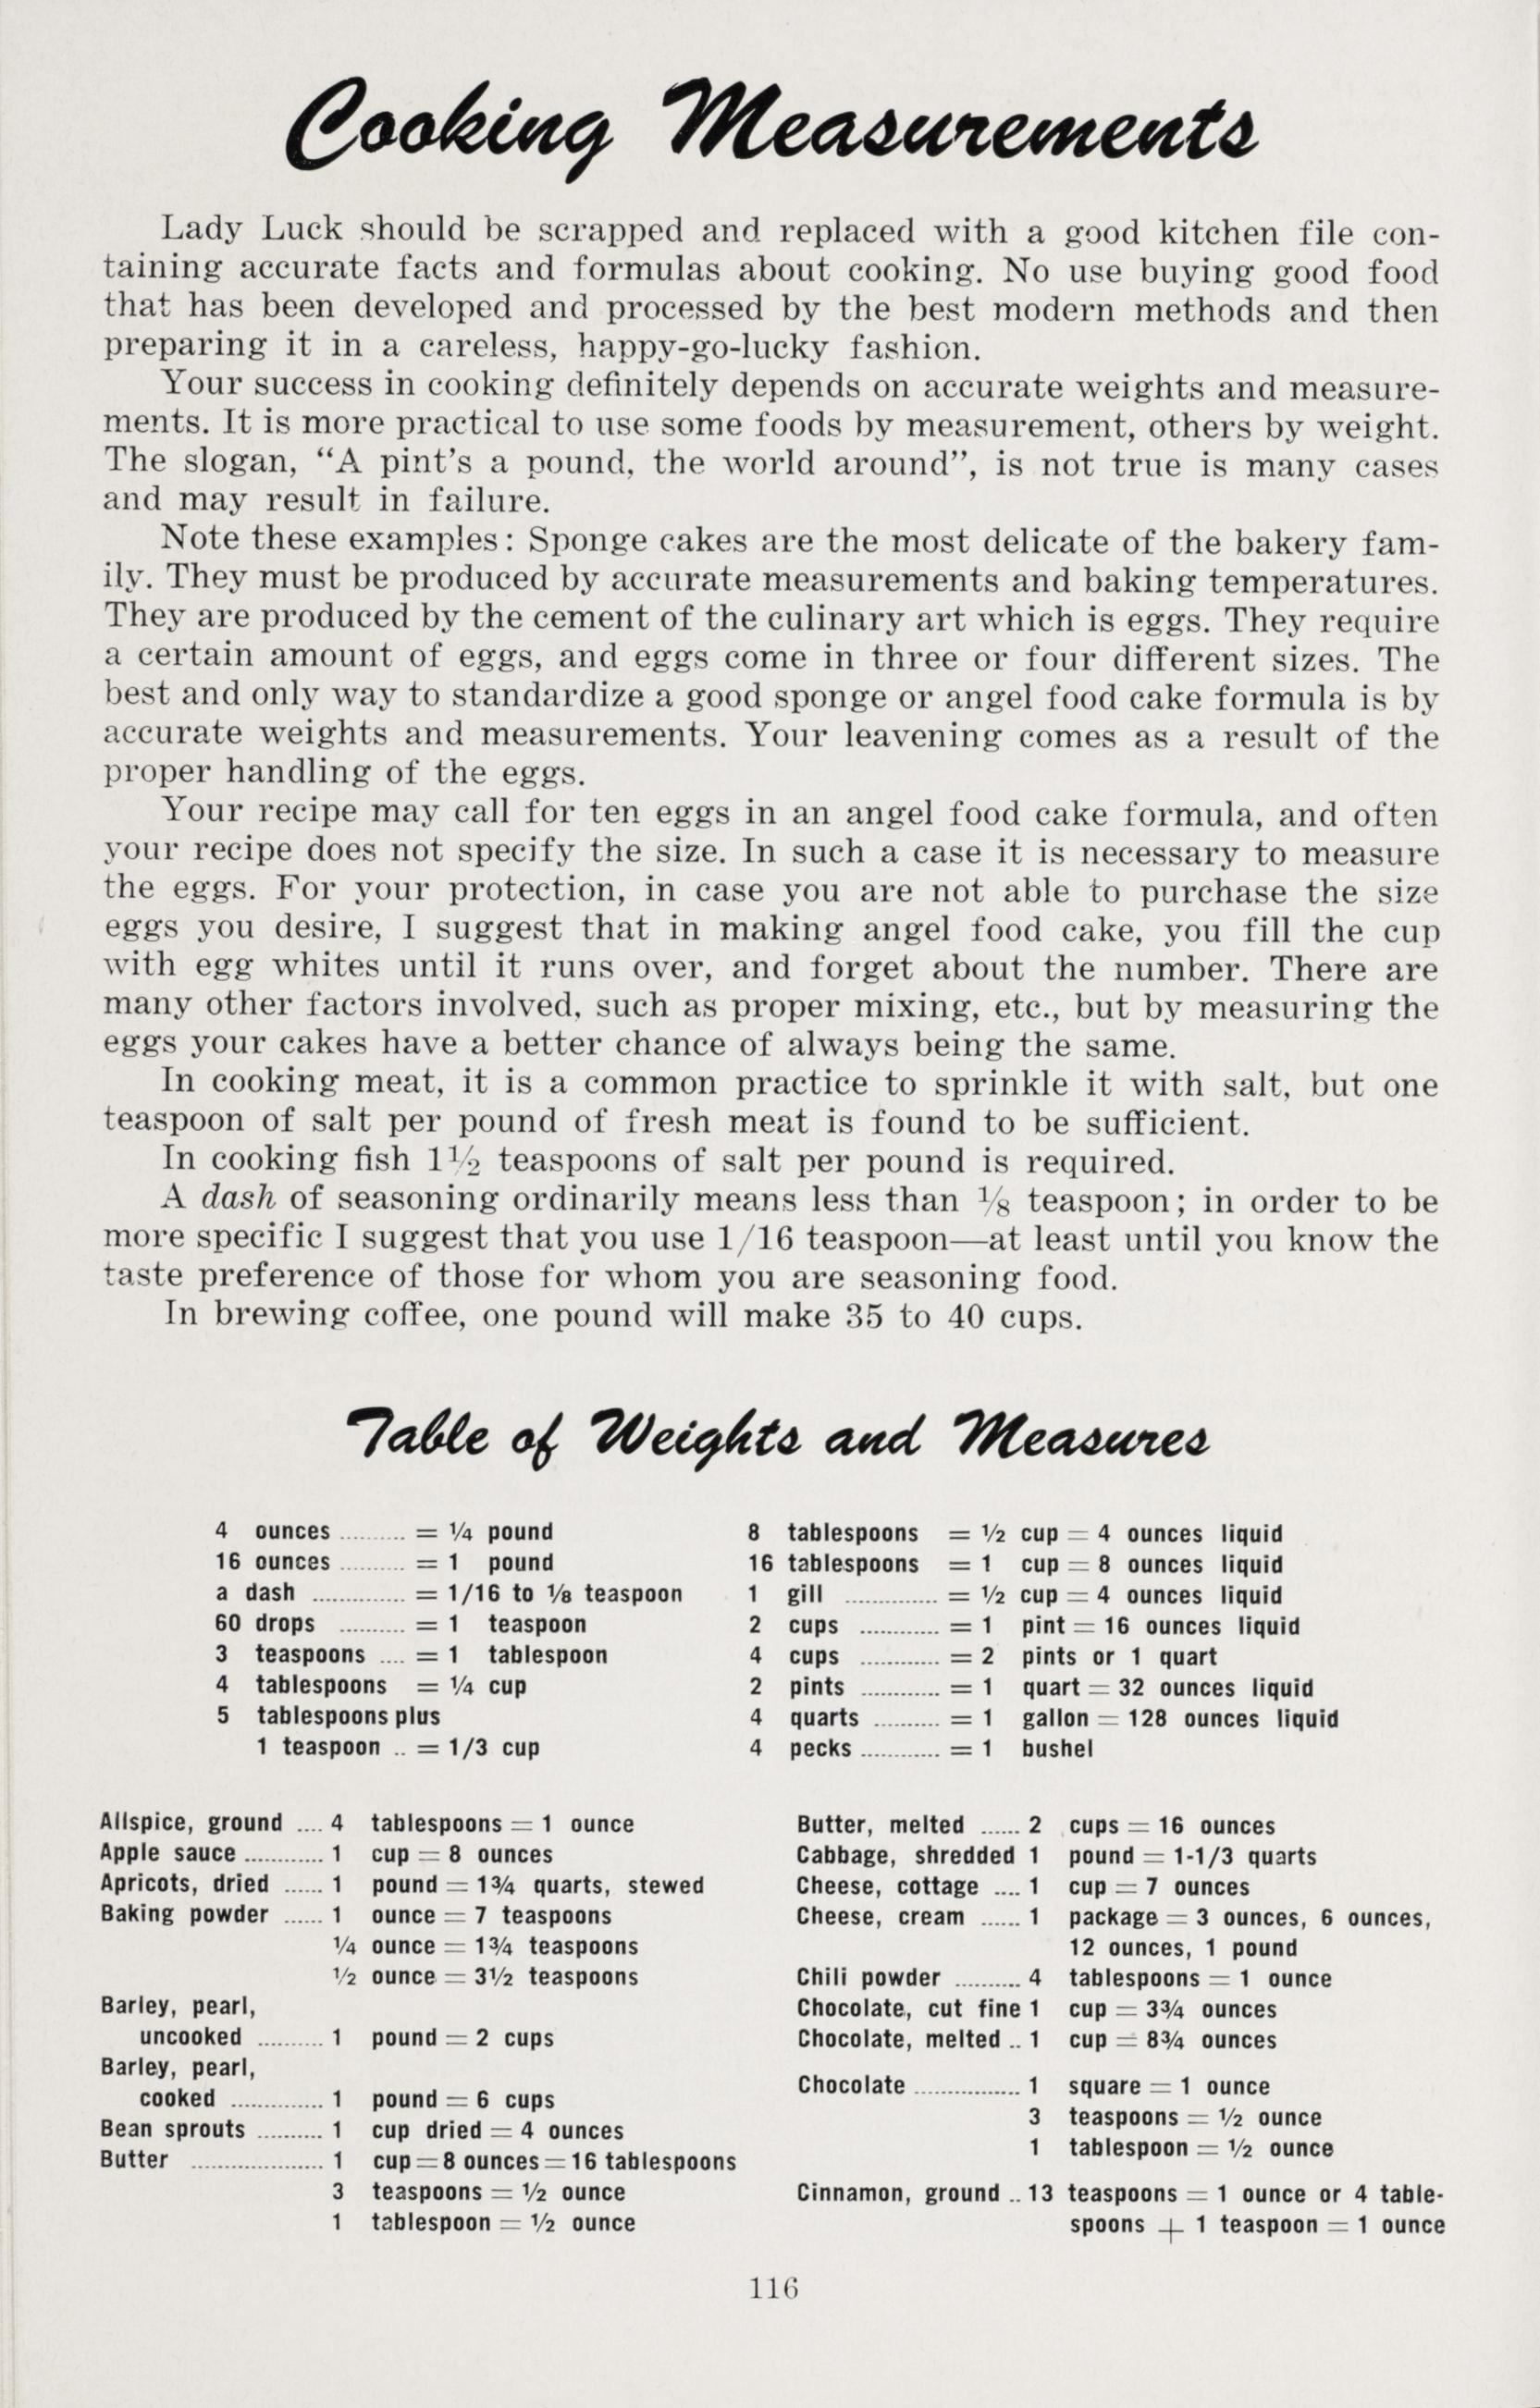 Cooking Measurements
Lady Luck should be scrapped and replaced with a good kitchen file con-
taining accurate facts and formulas about cooking. No use buying good food
that has been developed and processed by the best modern methods and then
preparing it in a careless, happy-go-lucky fashion.
Your success in cooking definitely depends on accurate weights and measure-
ments. It is more practical to use some foods by measurement, others by weight.
The slogan, “A pint’s a pound, the world around”, is not true is many cases
and may result in failure.
Note these examples: Sponge cakes are the most delicate of the bakery fam-
ily. They must be produced by accurate measurements and baking temperatures.
They are produced by the cement of the culinary art which is eggs. They require
a certain amount of eggs, and eggs come in three or four different sizes. The
best and only way to standardize a good sponge or angel food cake formula is by
accurate weights and measurements. Your leavening comes as a result of the
proper handling of the eggs.
Your recipe may call for ten eggs in an angel food cake formula, and often
your recipe does not specify the size. In such a case it is necessary to measure
the eggs. For your protection, in case you are not able to purchase the size
eggs you desire, I suggest that in making angel food cake, you fill the cup
with egg whites until it runs over, and forget about the number. There are
many other factors involved, such as proper mixing, etc., but by measuring the
eggs your cakes have a better chance of always being the same.
In cooking meat, it is a common practice to sprinkle it with salt, but one
teaspoon of salt per pound of fresh meat is found to be sufficient.
In cooking fish 1½ teaspoons of salt per pound is required.
A dash of seasoning ordinarily means less than ⅛ teaspoon; in order to be
more specific I suggest that you use 1/16 teaspoon—at least until you know the
taste preference of those for whom you are seasoning food.
In brewing coffee, one pound will make 35 to 40 cups.
Table of Weights and Measures
4 ounces .......... = ¼ pound
16 ounces .......... = 1 pound
a dash .............. = 1/16 to ⅛ teaspoon
60 drops .......... = 1 teaspoon
3 teaspoons .... = 1 tablespoon
4 tablespoons = ¼ cup
5 tablespoons plus
1 teaspoon .. = 1/3 cup
8 tablespoons = ½ cup = 4 ounces liquid
16 tablespoons = 1 cup = 8 ounces liquid
1 gill .............. = ½ cup = 4 ounces liquid
2 cups ............ = 1 pint = 16 ounces liquid
4 cups ............ = 2 pints or 1 quart
2 pints ............ = 1 quart = 32 ounces liquid
4 quarts .......... = 1 gallon = 128 ounces liquid
4 pecks ............ = 1 bushel
Allspice, ground .... 4 tablespoons = 1 ounce
Apple sauce ............ 1 cup = 8 ounces
Apricots, dried ...... 1 pound = 1¾ quarts, stewed
Baking powder ...... 1 ounce = 7 teaspoons
¼ ounce = 1¾ teaspoons
½ ounce = 3½ teaspoons
Barley, pearl,
uncooked .......... 1 pound = 2 cups
Barley, pearl,
cooked .............. 1 pound = 6 cups
Bean sprouts .......... 1 cup dried = 4 ounces
Butter .................... 1 cup = 8 ounces = 16 tablespoons
3 teaspoons = ½ ounce
1 tablespoon = ½ ounce
Butter, melted ...... 2 cups = 16 ounces
Cabbage, shredded 1 pound = 1-1/3 quarts
Cheese, cottage .... 1 cup = 7 ounces
Cheese, cream ...... 1 package = 3 ounces, 6 ounces,
12 ounces, 1 pound
Chili powder .......... 4 tablespoons = 1 ounce
Chocolate, cut fine 1 cup = 3¾ ounces
Chocolate, melted .. 1 cup = 8¾ ounces
Chocolate ................ 1 square = 1 ounce
3 teaspoons = ½ ounce
1 tablespoon = ½ ounce
Cinnamon, ground .. 13 teaspoons = 1 ounce or 4 table-
spoons + 1 teaspoon = 1 ounce
116